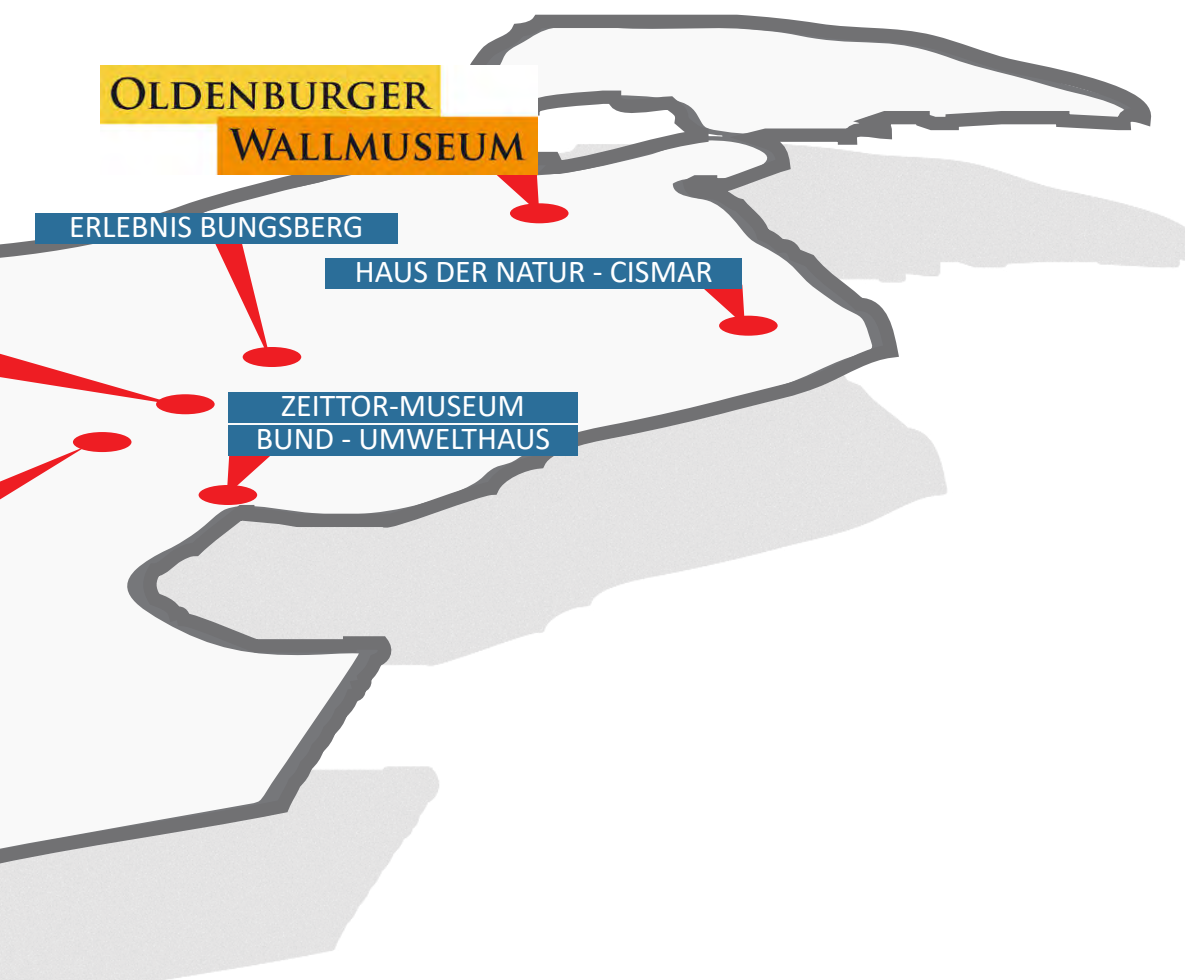 OLDENBURGER
WALLMUSEUM
ERLEBNIS BUNGSBERG
HAUS DER NATUR - CISMAR
ZEITTOR-MUSEUM
BUND - UMWELTHAUS